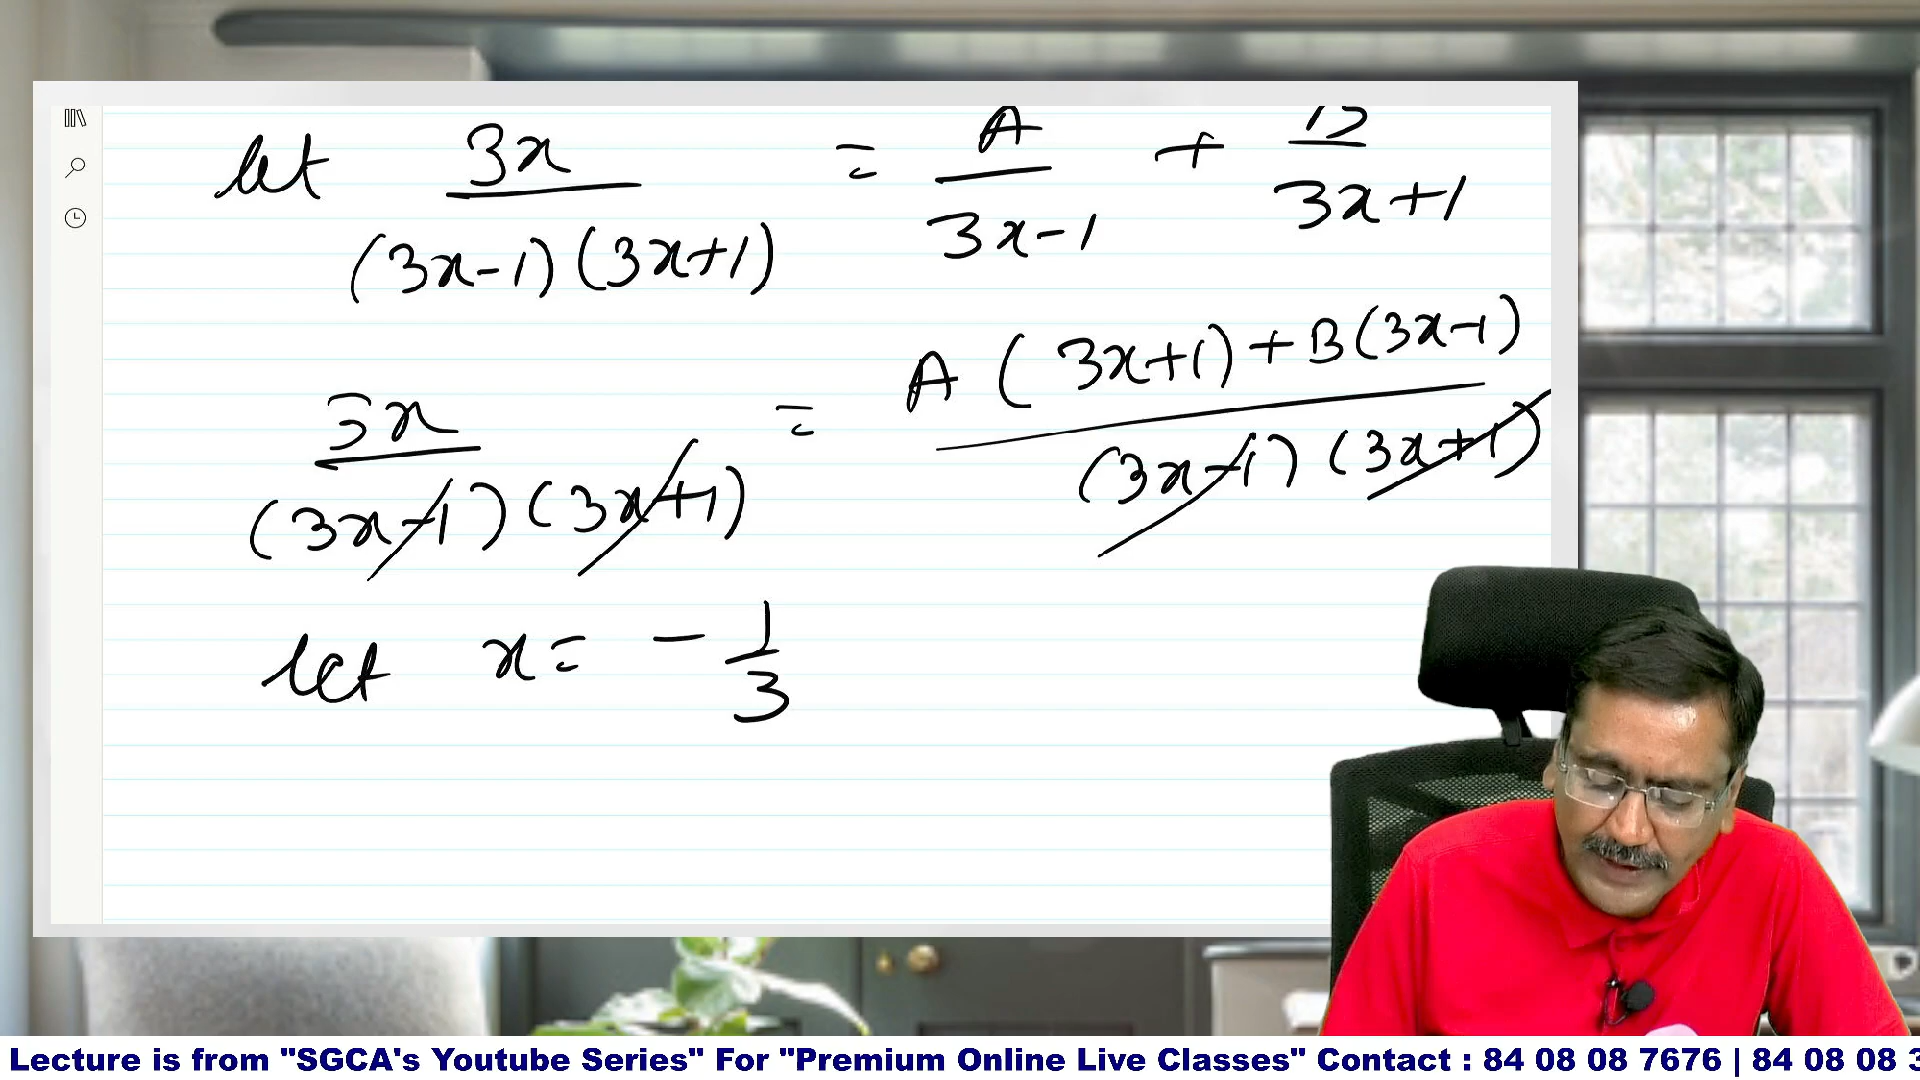 let 3x / (3x-1)(3x+1) = A / 3x-1 + B / 3x+1
3x / (3x-1)(3x+1) = A(3x+1)+B(3x-1) / (3x-1)(3x+1)
let x = -1/3
Lecture is from "SGCA's Youtube Series" For "Premium Online Live Classes" Contact : 84 08 08 7676 | 84 08 08 3